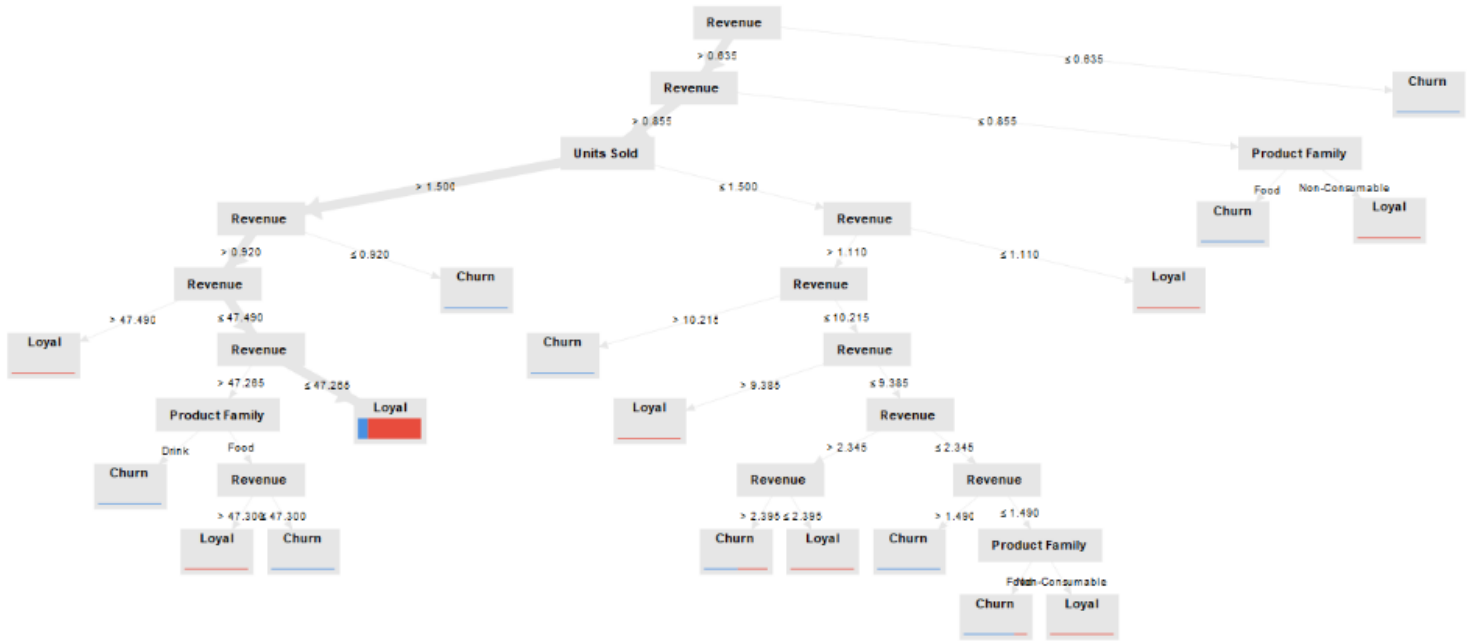 Revenue
> 0.635
≤ 0.635
Revenue
Churn
> 0.855
≤ 0.855
Units Sold
Product Family
> 1.500
≤ 1.500
Food
Non-Consumable
Revenue
Revenue
Churn
Loyal
> 0.920
≤ 0.920
> 1.110
≤ 1.110
Revenue
Churn
Revenue
Loyal
> 47.490
≤ 47.490
> 10.215
≤ 10.215
Loyal
Revenue
Churn
Revenue
> 47.265
≤ 47.265
> 9.385
≤ 9.385
Product Family
Loyal
Loyal
Revenue
Drink
Food
> 2.345
≤ 2.345
Churn
Revenue
Revenue
Revenue
> 47.300
≤ 47.300
> 2.395
≤ 2.395
> 1.490
≤ 1.490
Loyal
Churn
Churn
Loyal
Churn
Product Family
Food
Non-Consumable
Churn
Loyal